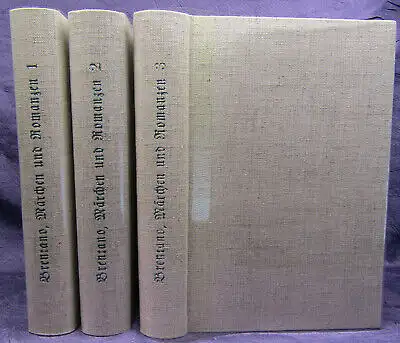 Brentano, Märchen und Romanzen 1
Brentano, Märchen und Romanzen 2
Brentano, Märchen und Romanzen 3